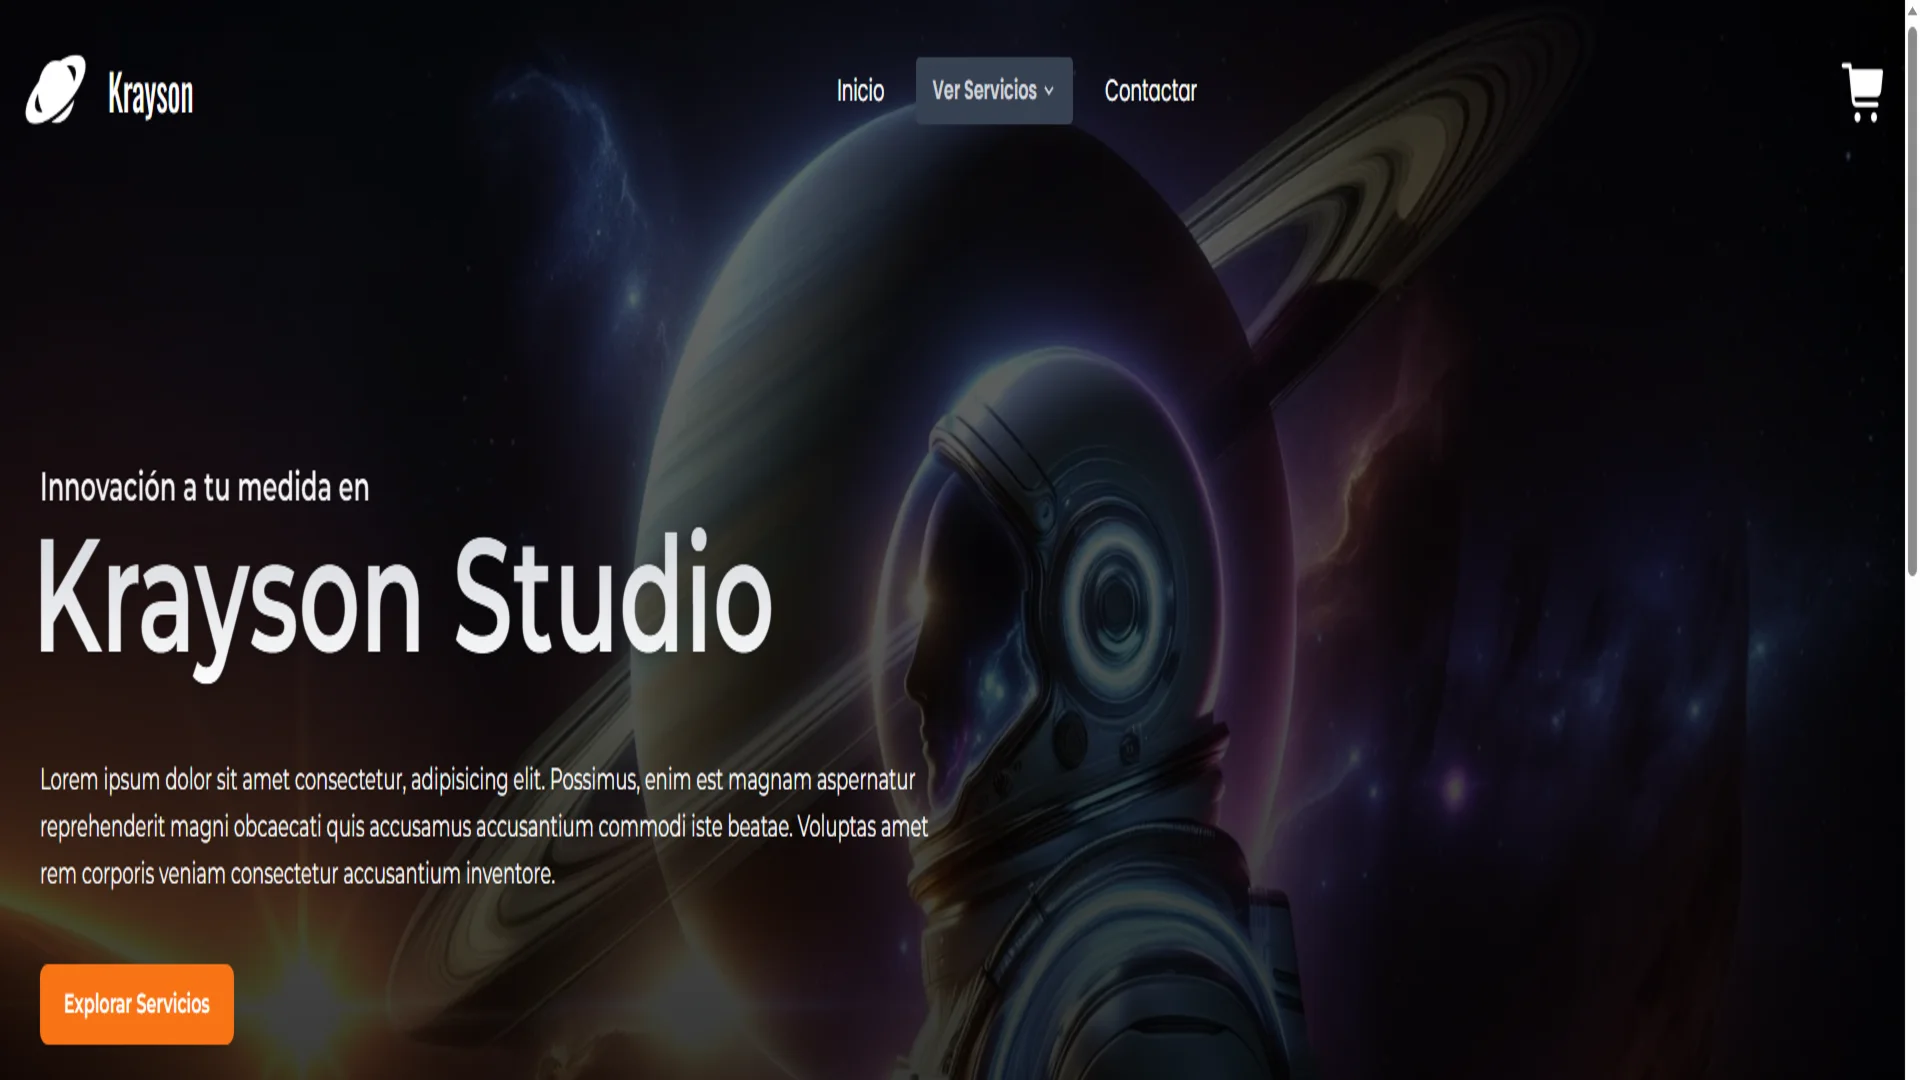 Krayson
Inicio
Ver Servicios
Contactar
Innovación a tu medida en
Krayson Studio
Lorem ipsum dolor sit amet consectetur, adipisicing elit. Possimus, enim est magnam aspernatur
reprehenderit magni obcaecati quis accusamus accusantium commodi iste beatae. Voluptas amet
rem corporis veniam consectetur accusantium inventore.
Explorar Servicios